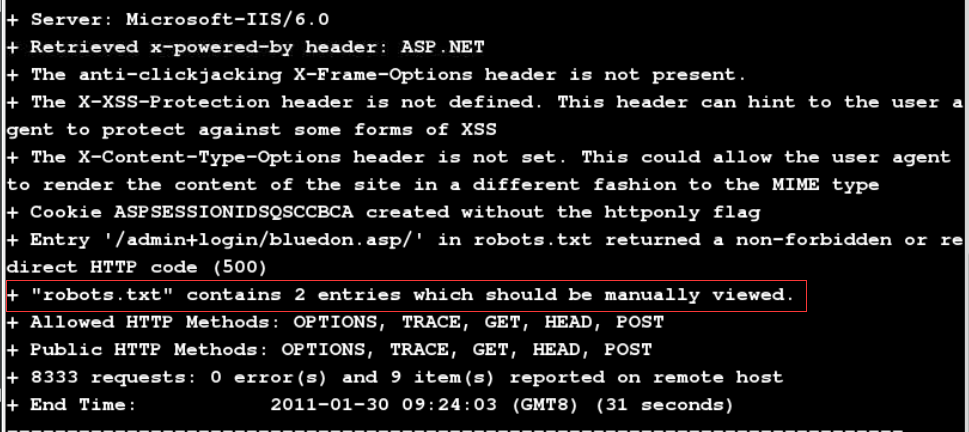 + Server: Microsoft-IIS/6.0
+ Retrieved x-powered-by header: ASP.NET
+ The anti-clickjacking X-Frame-Options header is not present.
+ The X-XSS-Protection header is not defined. This header can hint to the user a
gent to protect against some forms of XSS
+ The X-Content-Type-Options header is not set. This could allow the user agent
to render the content of the site in a different fashion to the MIME type
+ Cookie ASPSESSIONIDSQSCCBCA created without the httponly flag
+ Entry '/admin+login/bluedon.asp/' in robots.txt returned a non-forbidden or re
direct HTTP code (500)
+ "robots.txt" contains 2 entries which should be manually viewed.
+ Allowed HTTP Methods: OPTIONS, TRACE, GET, HEAD, POST
+ Public HTTP Methods: OPTIONS, TRACE, GET, HEAD, POST
+ 8333 requests: 0 error(s) and 9 item(s) reported on remote host
+ End Time:           2011-01-30 09:24:03 (GMT8) (31 seconds)
---------------------------------------------------------------------------